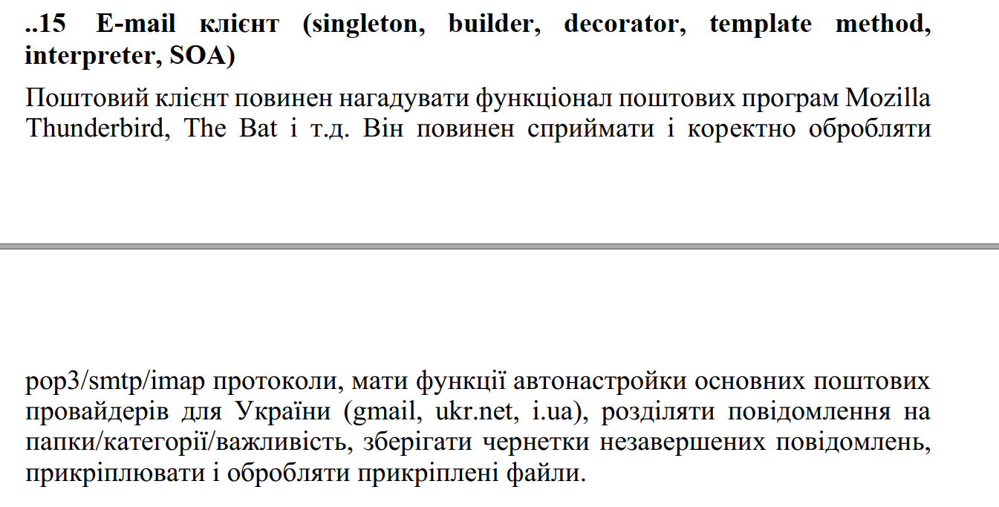 ..15 E-mail клієнт (singleton, builder, decorator, template method,
interpreter, SOA)
Поштовий клієнт повинен нагадувати функціонал поштових програм Mozilla
Thunderbird, The Bat і т.д. Він повинен сприймати і коректно обробляти
pop3/smtp/imap протоколи, мати функції автонастройки основних поштових
провайдерів для України (gmail, ukr.net, i.ua), розділяти повідомлення на
папки/категорії/важливість, зберігати чернетки незавершених повідомлень,
прикріплювати і обробляти прикріплені файли.